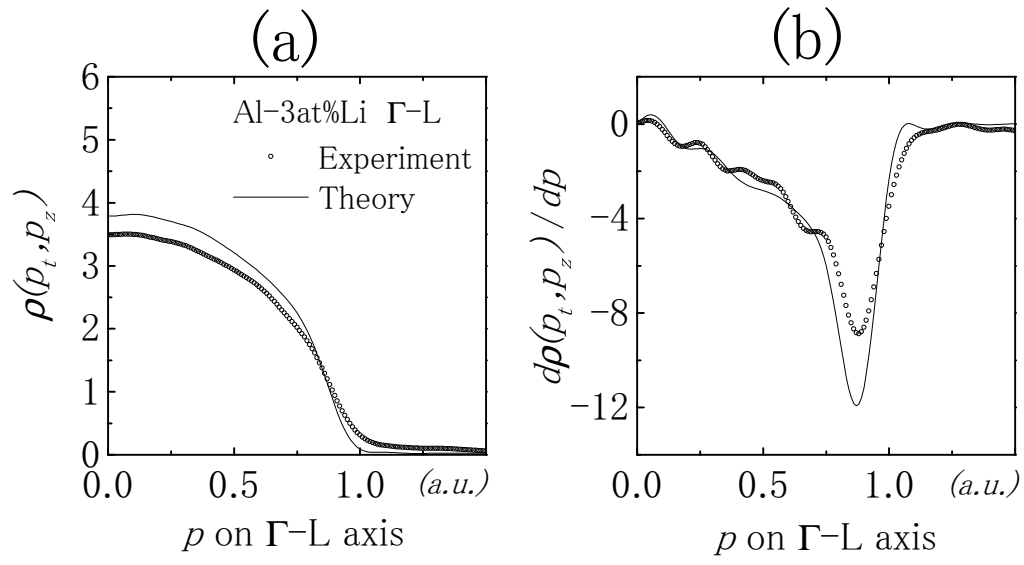 (a)
6
5
4
3
2
1
0
ρ(p_t,p_z)
Al-3at%Li Γ-L
Experiment
Theory
0.0 0.5 1.0 (a.u.)
p on Γ-L axis
(b)
0
-4
-8
-12
dρ(p_t,p_z)/dp
0.0 0.5 1.0 (a.u.)
p on Γ-L axis